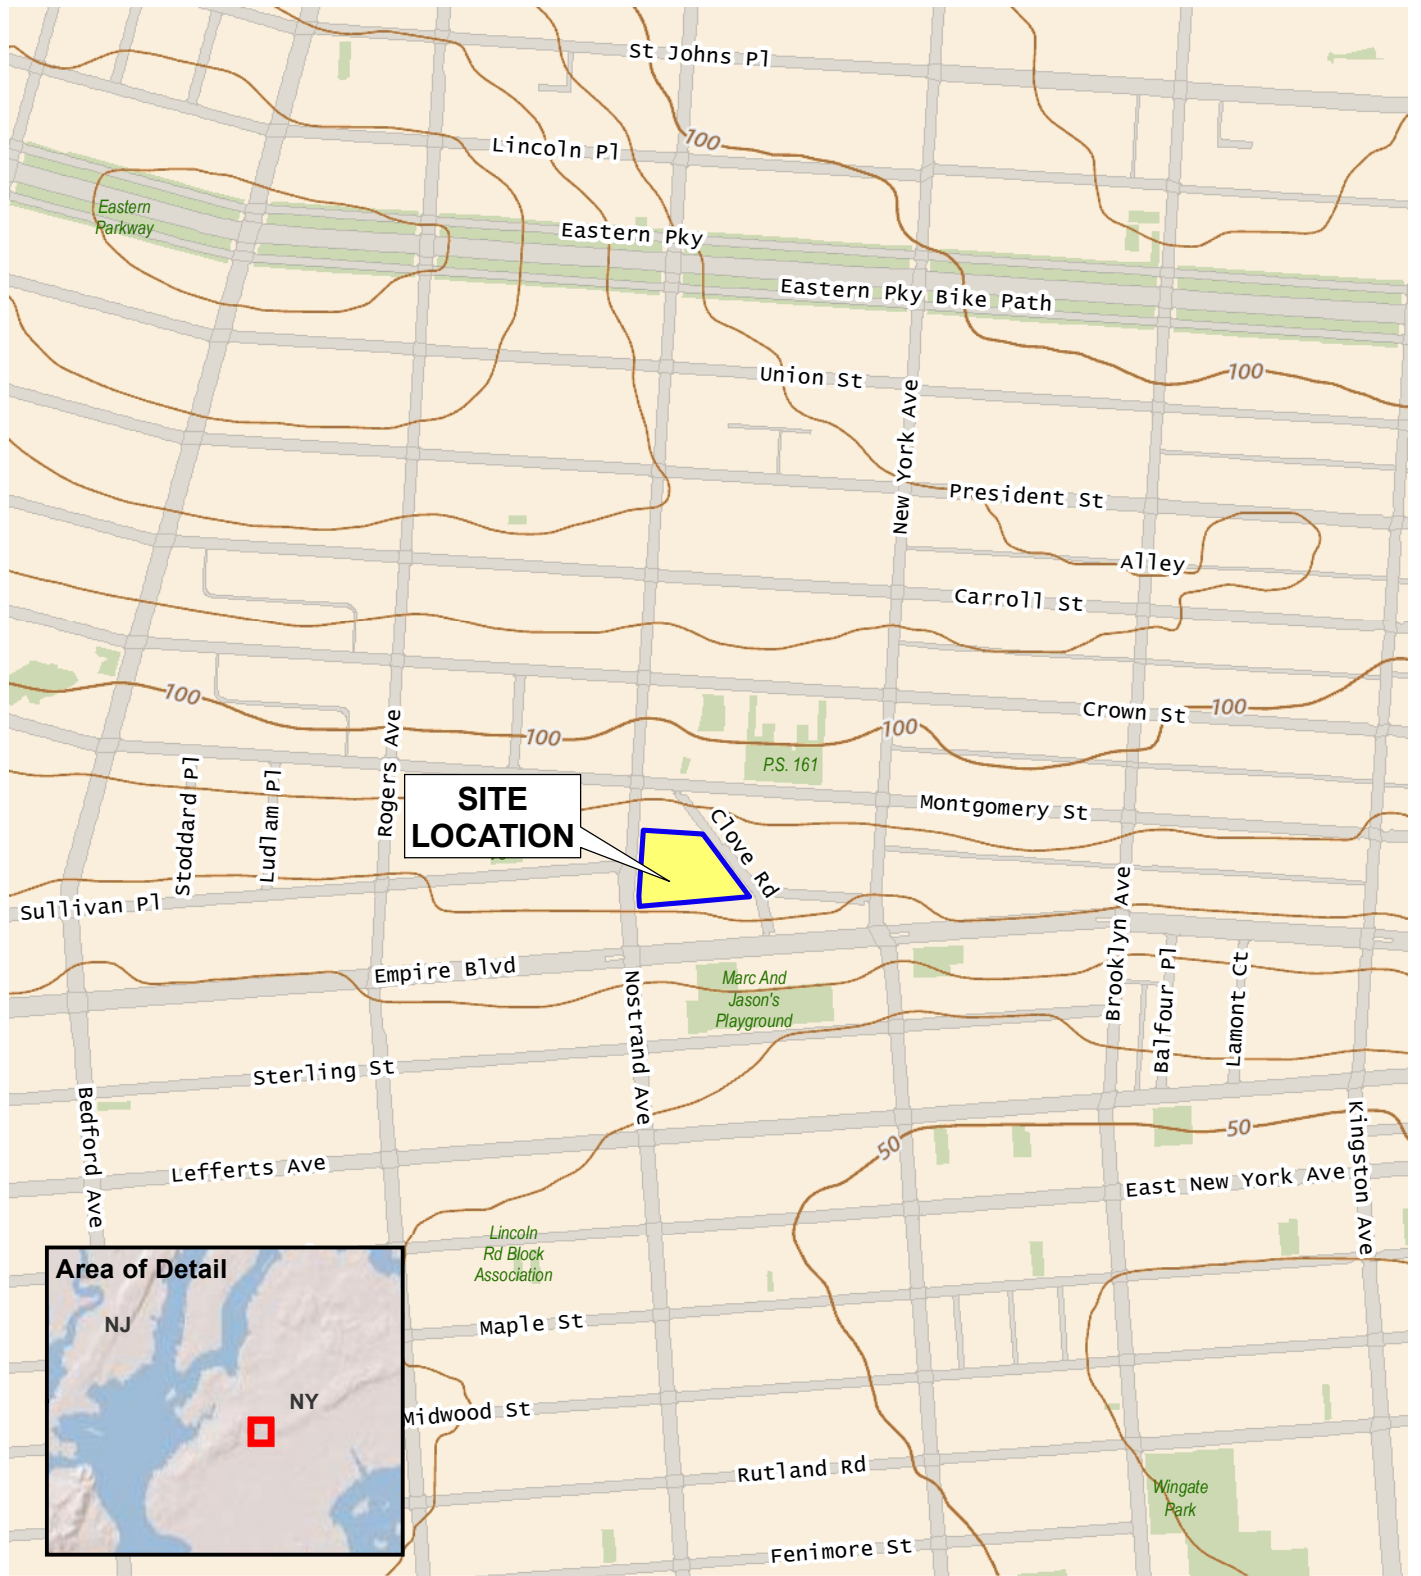 St Johns Pl
100
Lincoln Pl
Eastern
Parkway
Eastern Pky
Eastern Pky Bike Path
Union St
100
New York Ave
President St
Alley
Carroll St
100
100
Rogers Ave
100
Crown St
100
P.S. 161
Stoddard Pl
Ludlam Pl
SITE
LOCATION
Clove Rd
Montgomery St
Sullivan Pl
Brooklyn Ave
Empire Blvd
Nostrand Ave
Marc And
Jason's
Playground
Balfour Pl
Lamont Ct
Sterling St
Bedford Ave
Kingston Ave
50
50
Lefferts Ave
East New York Ave
Lincoln
Rd Block
Association
Area of Detail
NJ
NY
Maple St
Midwood St
Rutland Rd
Wingate
Park
Fenimore St